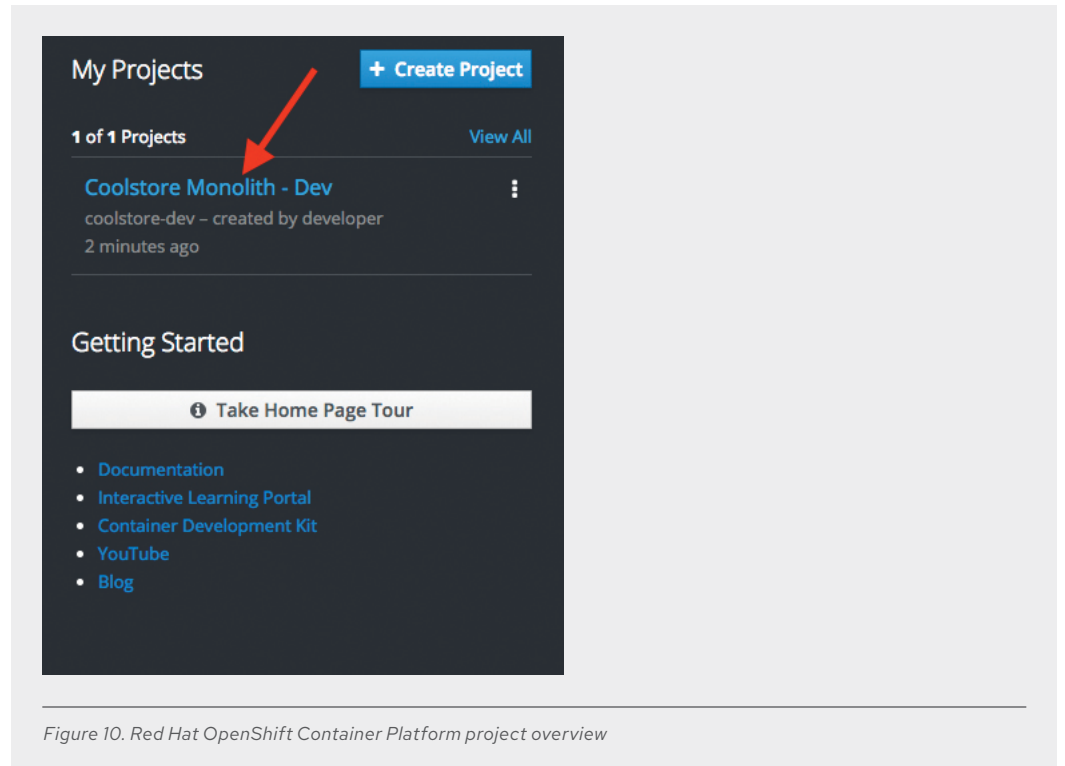 My Projects
+ Create Project
1 of 1 Projects
View All
Coolstore Monolith - Dev
coolstore-dev – created by developer
2 minutes ago
Getting Started
Take Home Page Tour
• Documentation
• Interactive Learning Portal
• Container Development Kit
• YouTube
• Blog
Figure 10. Red Hat OpenShift Container Platform project overview